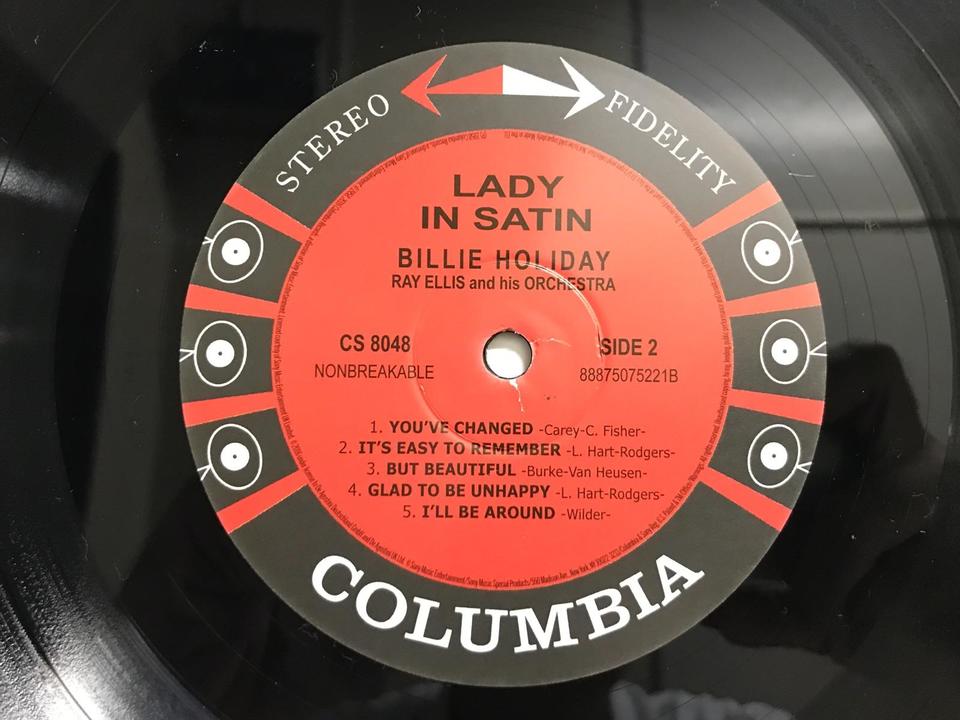 STEREO FIDELITY
LADY
IN SATIN
BILLIE HOLIDAY
RAY ELLIS and his ORCHESTRA
CS 8048
NONBREAKABLE
SIDE 2
88875075221B
1. YOU'VE CHANGED -Carey-C. Fisher-
2. IT'S EASY TO REMEMBER -L. Hart-Rodgers-
3. BUT BEAUTIFUL -Burke-Van Heusen-
4. GLAD TO BE UNHAPPY -L. Hart-Rodgers-
5. I'LL BE AROUND -Wilder-
COLUMBIA